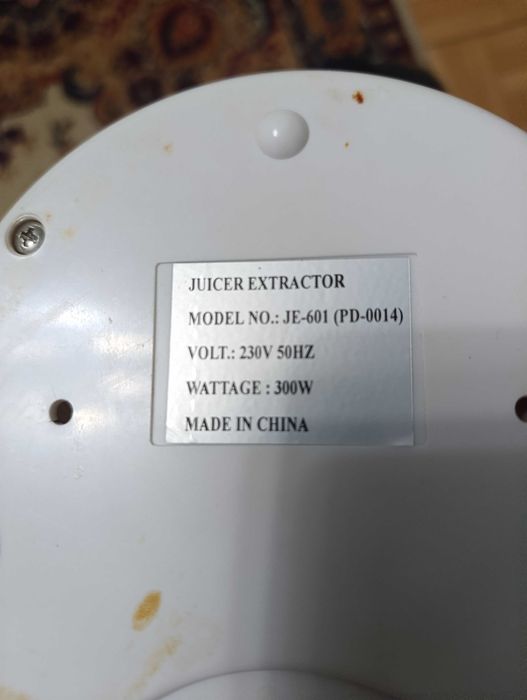 JUICER EXTRACTOR
MODEL NO.: JE-601 (PD-0014)
VOLT.: 230V 50HZ
WATTAGE : 300W
MADE IN CHINA